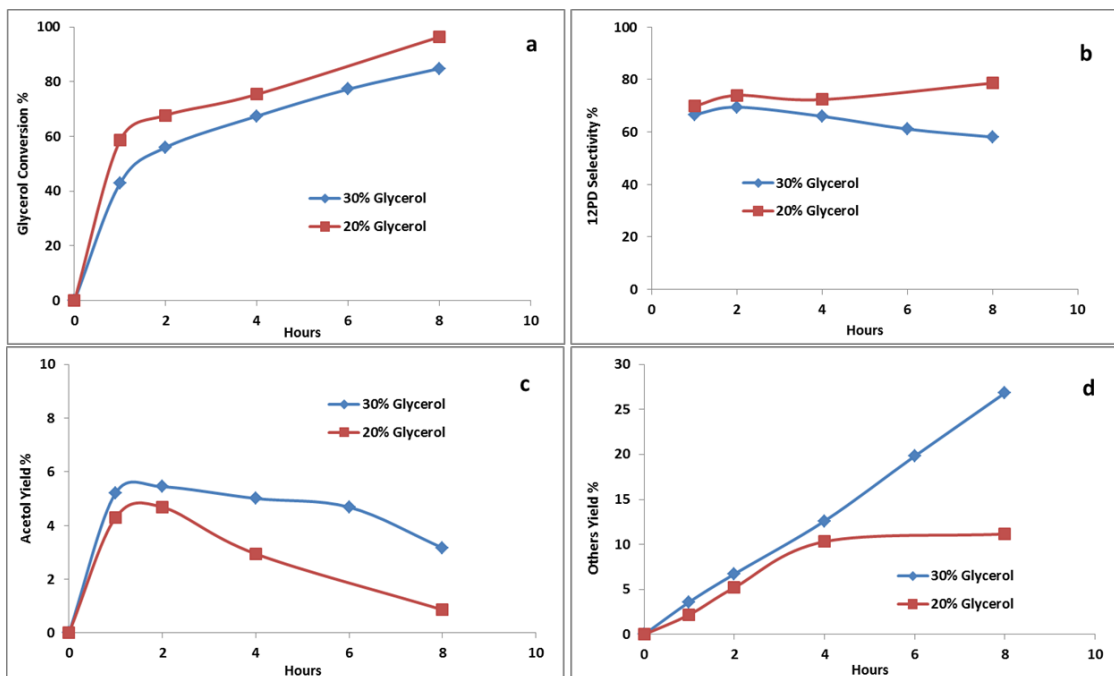 a
Glycerol Conversion %
100
80
60
40
20
0
0 2 4 6 8 10
Hours
30% Glycerol
20% Glycerol
b
12PD Selectivity %
100
80
60
40
20
0
0 2 4 6 8 10
Hours
30% Glycerol
20% Glycerol
c
Acetol Yield %
10
8
6
4
2
0
0 2 4 6 8 10
Hours
30% Glycerol
20% Glycerol
d
Others Yield %
30
25
20
15
10
5
0
0 2 4 6 8 10
Hours
30% Glycerol
20% Glycerol